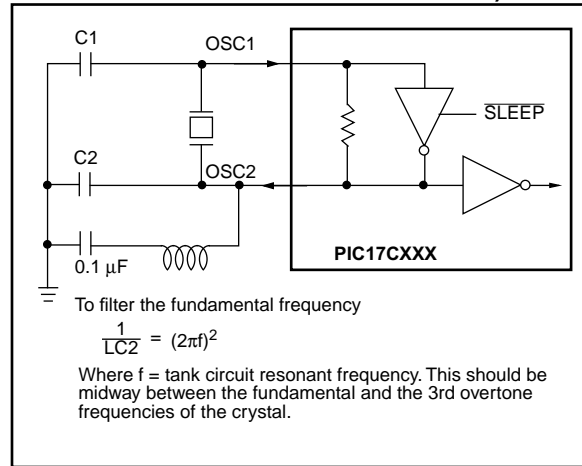 C1
OSC1
SLEEP
C2
OSC2
PIC17CXXX
0.1 µF
To filter the fundamental frequency
1
LC2 = (2πf)2
Where f = tank circuit resonant frequency. This should be
midway between the fundamental and the 3rd overtone
frequencies of the crystal.